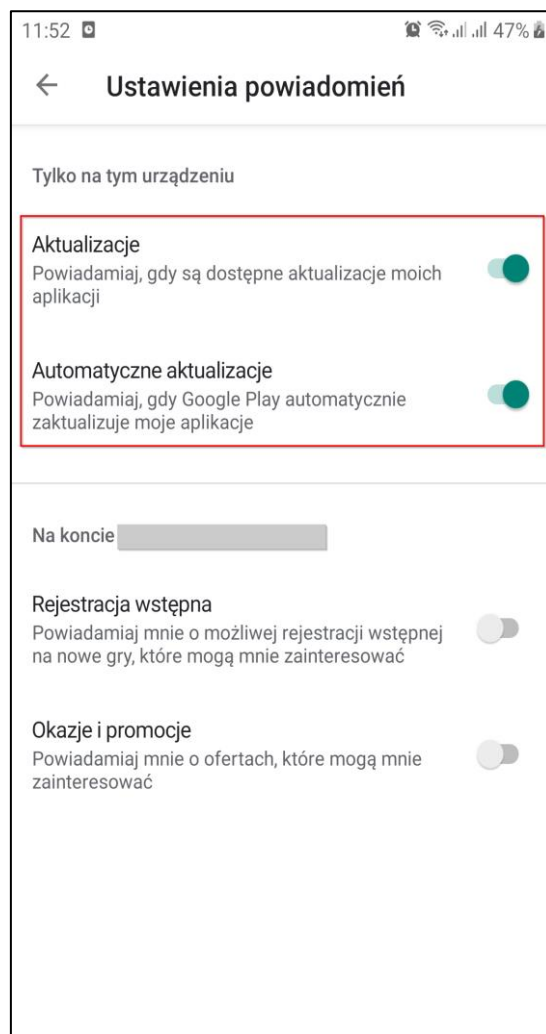 11:52 47%
Ustawienia powiadomień
Tylko na tym urządzeniu
Aktualizacje
Powiadamiaj, gdy są dostępne aktualizacje moich
aplikacji
Automatyczne aktualizacje
Powiadamiaj, gdy Google Play automatycznie
zaktualizuje moje aplikacje
Na koncie
Rejestracja wstępna
Powiadamiaj mnie o możliwej rejestracji wstępnej
na nowe gry, które mogą mnie zainteresować
Okazje i promocje
Powiadamiaj mnie o ofertach, które mogą mnie
zainteresować